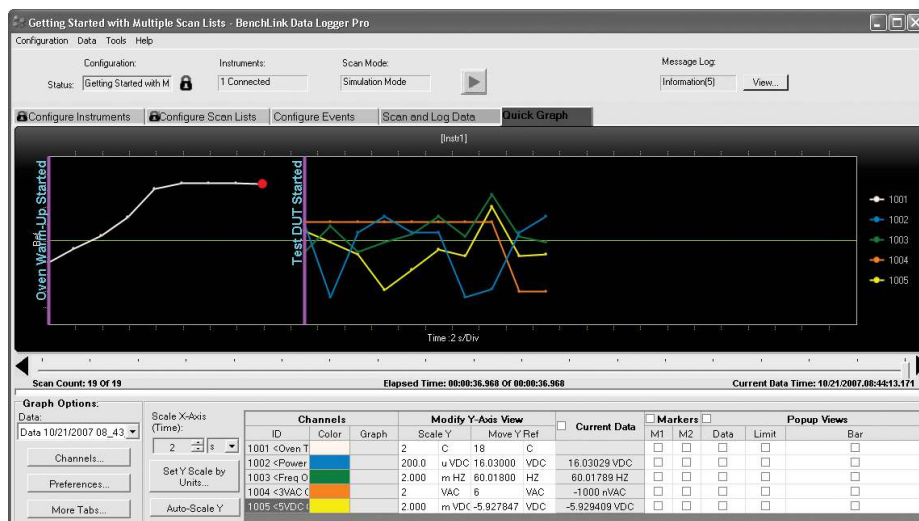 Getting Started with Multiple Scan Lists - BenchLink Data Logger Pro
Configuration Data Tools Help
Configuration: Instruments: Scan Mode: Message Log:
Status: Getting Started with M 1 Connected Simulation Mode Information(5) View...
Configure Instruments Configure Scan Lists Configure Events Scan and Log Data Quick Graph
[Instr1]
Oven Warm-Up Started
Ref
Test DUT Started
1001
1002
1003
1004
1005
Time :2 s/Div
Scan Count: 19 Of 19 Elapsed Time: 00:00:36.968 Of 00:00:36.968 Current Data Time: 10/21/2007.08:44:13.171
Graph Options:
Data:
Data 10/21/2007 08_43_
Channels...
Preferences...
More Tabs...
Scale X-Axis
(Time):
2 s
Set Y Scale by
Units...
Auto-Scale Y
Channels Modify Y-Axis View Current Data Markers Popup Views
ID Color Graph Scale Y Move Y Ref M1 M2 Data Limit Bar
1001 <Oven T 2 C 18 C
1002 <Power 200.0 u VDC 16.03000 VDC 16.03029 VDC
1003 <Freq O 2.000 m HZ 60.01800 HZ 60.01789 HZ
1004 <3VAC 2 VAC 6 VAC -1000 nVAC
1005 <5VDC 2.000 m VDC -5.927847 VDC -5.929409 VDC